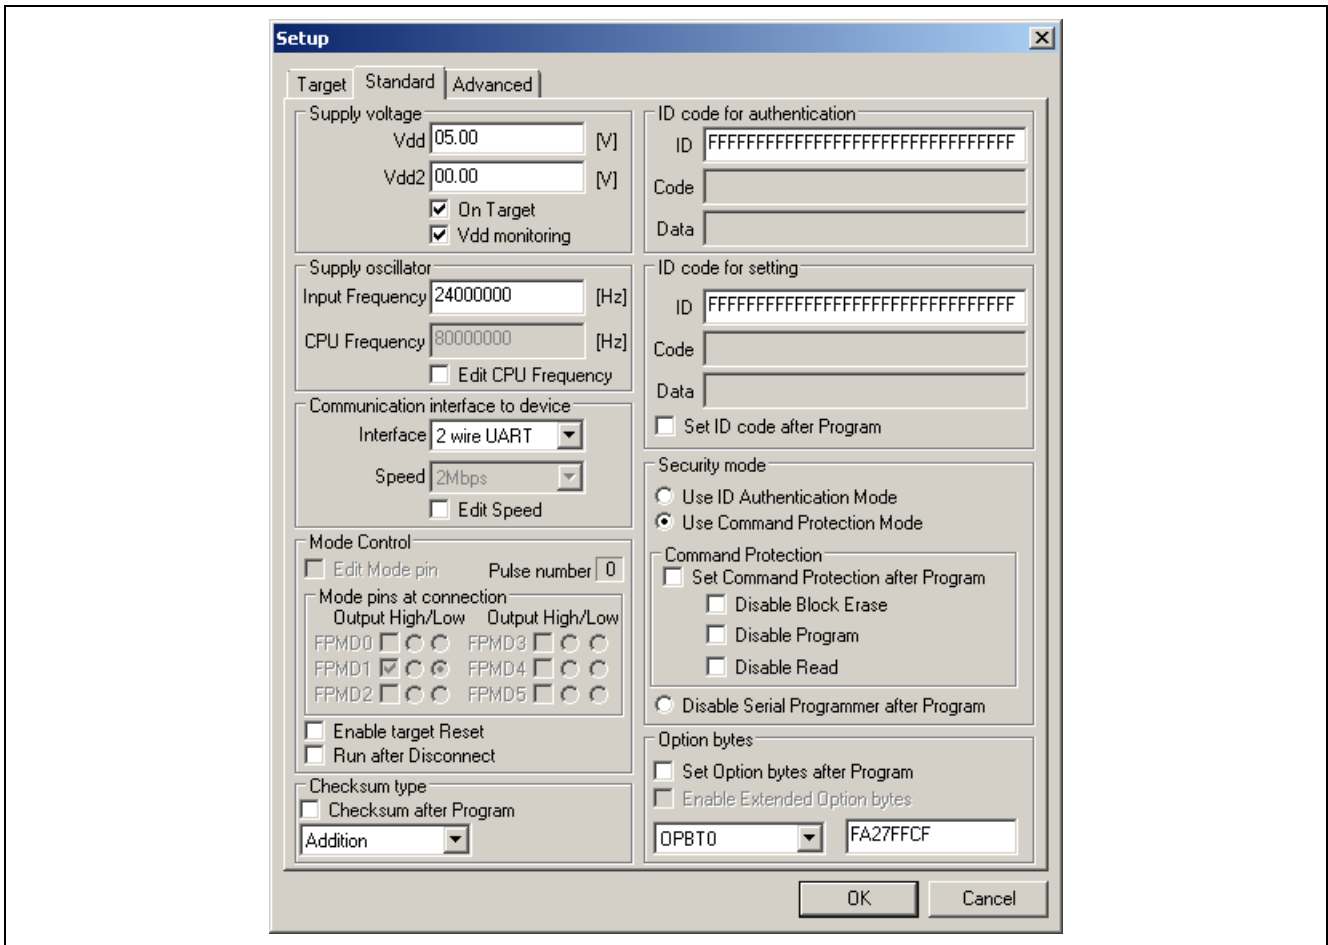 Setup
Target Standard Advanced
Supply voltage
Vdd 05.00 [V]
Vdd2 00.00 [V]
On Target
Vdd monitoring
Supply oscillator
Input Frequency 24000000 [Hz]
CPU Frequency 80000000 [Hz]
Edit CPU Frequency
Communication interface to device
Interface 2 wire UART
Speed 2Mbps
Edit Speed
Mode Control
Edit Mode pin Pulse number 0
Mode pins at connection
Output High/Low Output High/Low
FPMD0 FPMD3
FPMD1 FPMD4
FPMD2 FPMD5
Enable target Reset
Run after Disconnect
Checksum type
Checksum after Program
Addition
ID code for authentication
ID FFFFFFFFFFFFFFFFFFFFFFFFFFFFFFFF
Code
Data
ID code for setting
ID FFFFFFFFFFFFFFFFFFFFFFFFFFFFFFFF
Code
Data
Set ID code after Program
Security mode
Use ID Authentication Mode
Use Command Protection Mode
Command Protection
Set Command Protection after Program
Disable Block Erase
Disable Program
Disable Read
Disable Serial Programmer after Program
Option bytes
Set Option bytes after Program
Enable Extended Option bytes
OPBT0 FA27FFCF
OK Cancel